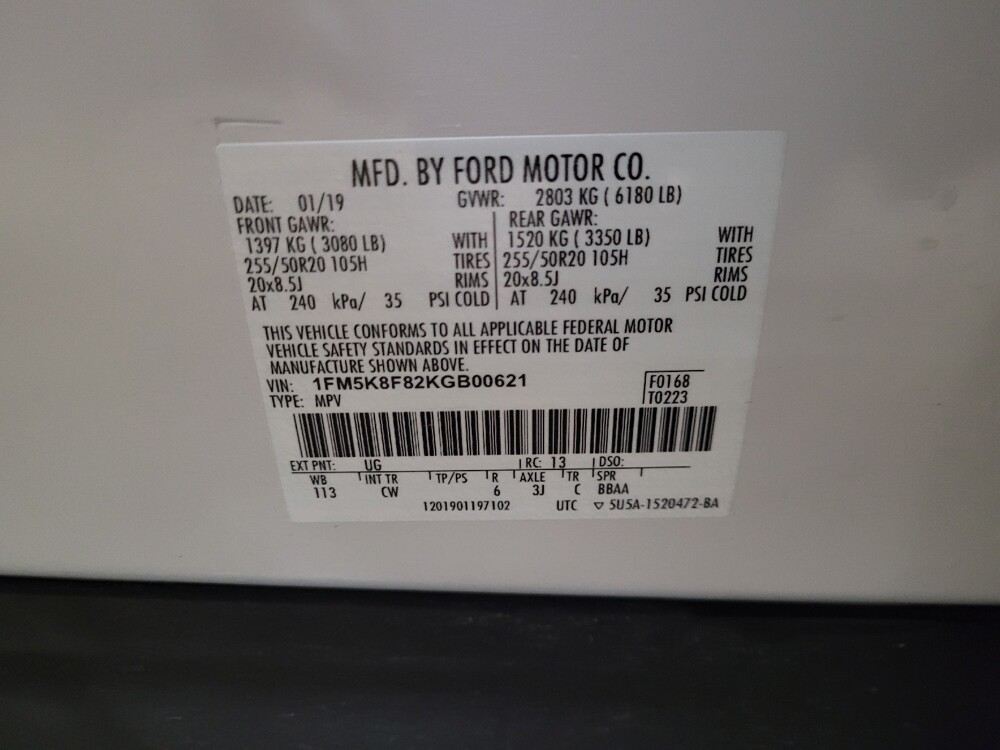 MFD. BY FORD MOTOR CO.
DATE: 01/19 GVWR: 2803 KG ( 6180 LB)
FRONT GAWR: REAR GAWR:
1397 KG ( 3080 LB) WITH 1520 KG ( 3350 LB) WITH
255/50R20 105H TIRES 255/50R20 105H TIRES
20x8.5J RIMS 20x8.5J RIMS
AT 240 kPa/ 35 PSI COLD AT 240 kPa/ 35 PSI COLD
THIS VEHICLE CONFORMS TO ALL APPLICABLE FEDERAL MOTOR
VEHICLE SAFETY STANDARDS IN EFFECT ON THE DATE OF
MANUFACTURE SHOWN ABOVE.
VIN: 1FM5K8F82KGB00621 F0168
TYPE: MPV T0223
EXT PNT: UG RC: 13 DSO:
WB INT TR TP/PS R AXLE TR SPR
113 CW 6 3J C BBAA
1201901197102 UTC ▽ 5U5A-1520472-BA